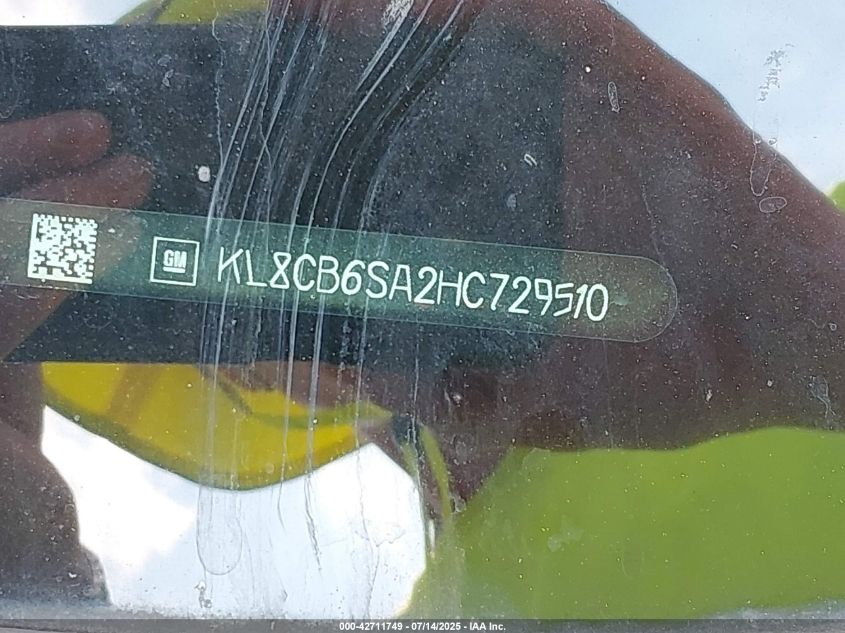 GM KL8CB6SA2HC729510
000-42711749 - 07/14/2025 - IAA Inc.